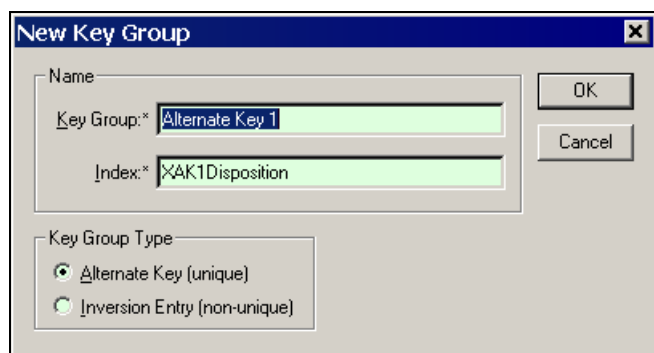 New Key Group
Name
Key Group:* Alternate Key 1
OK
Index:* XAK1Disposition
Cancel
Key Group Type
Alternate Key (unique)
Inversion Entry (non-unique)